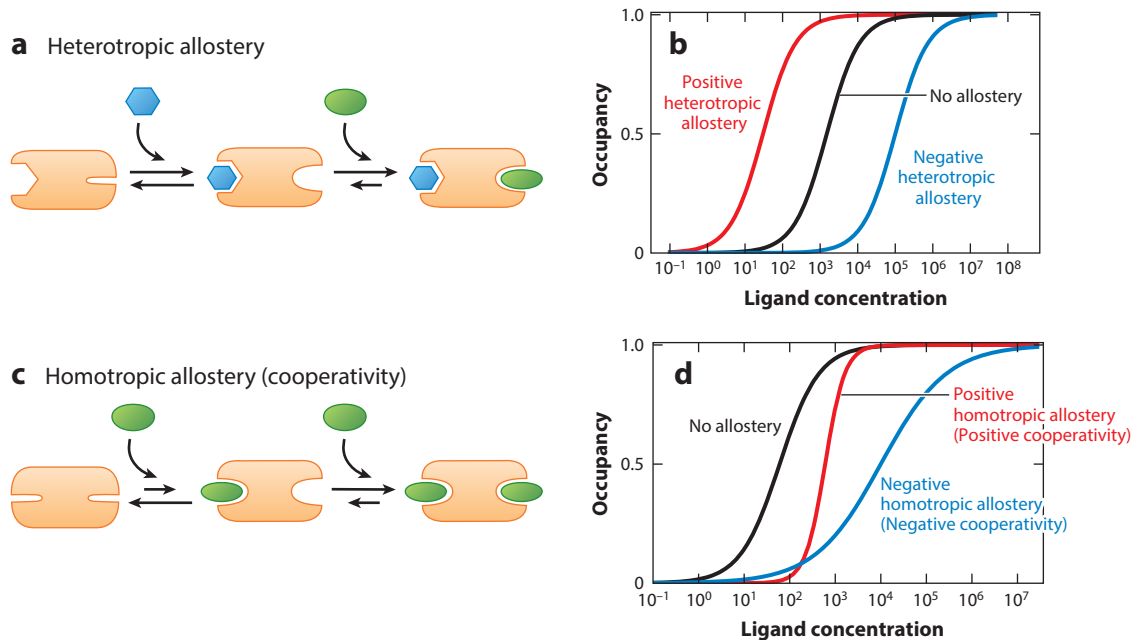 a Heterotropic allostery
b
1.0
0.5
0
Occupancy
Positive
heterotropic
allostery
No allostery
Negative
heterotropic
allostery
10⁻¹ 10⁰ 10¹ 10² 10³ 10⁴ 10⁵ 10⁶ 10⁷ 10⁸
Ligand concentration
c Homotropic allostery (cooperativity)
d
1.0
0.5
0
Occupancy
No allostery
Positive
homotropic allostery
(Positive cooperativity)
Negative
homotropic allostery
(Negative cooperativity)
10⁻¹ 10⁰ 10¹ 10² 10³ 10⁴ 10⁵ 10⁶ 10⁷
Ligand concentration